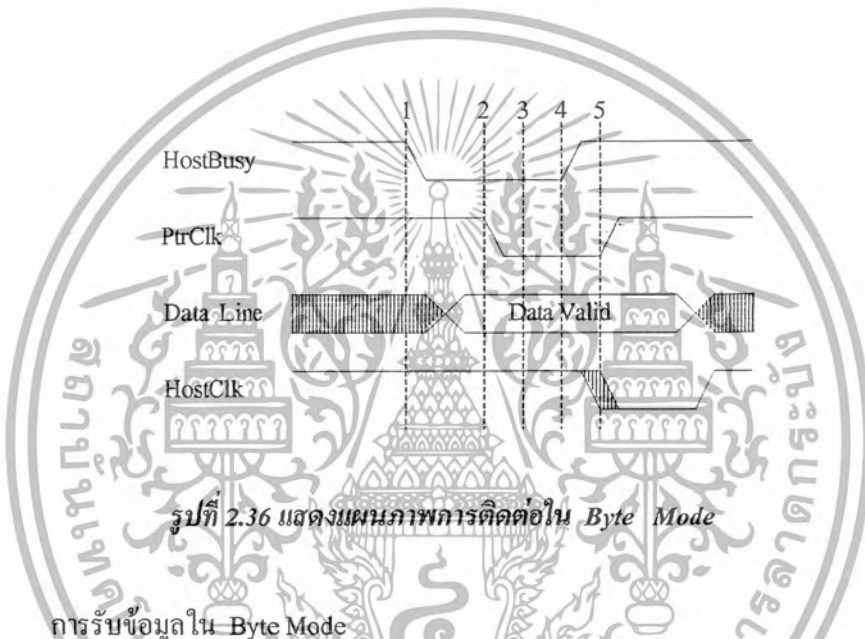 1 2 3 4 5
HostBusy
PtrClk
Data Line Data Valid
HostClk
รูปที่ 2.36 แสดงแผนภาพการติดต่อใน Byte Mode
การรับข้อมูลใน Byte Mode